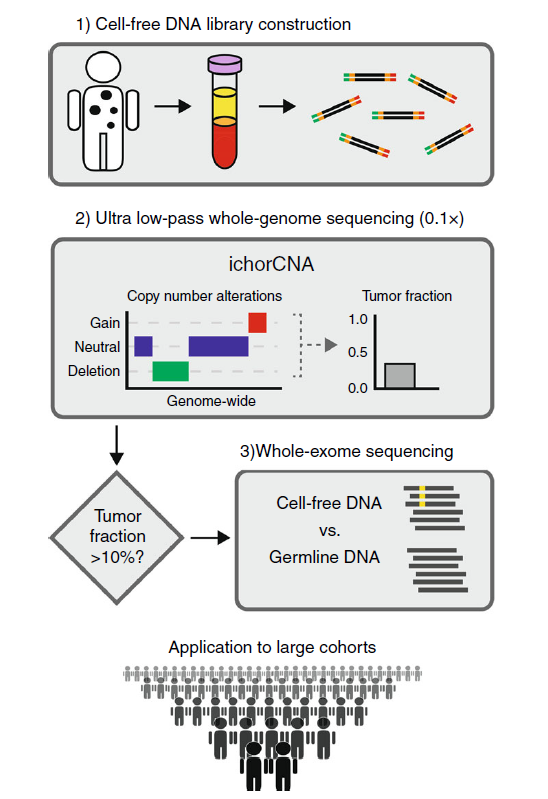 1) Cell-free DNA library construction
2) Ultra low-pass whole-genome sequencing (0.1×)
ichorCNA
Copy number alterations
Gain
Neutral
Deletion
Genome-wide
Tumor fraction
1.0
0.5
0.0
Tumor
fraction
>10%?
3)Whole-exome sequencing
Cell-free DNA
vs.
Germline DNA
Application to large cohorts